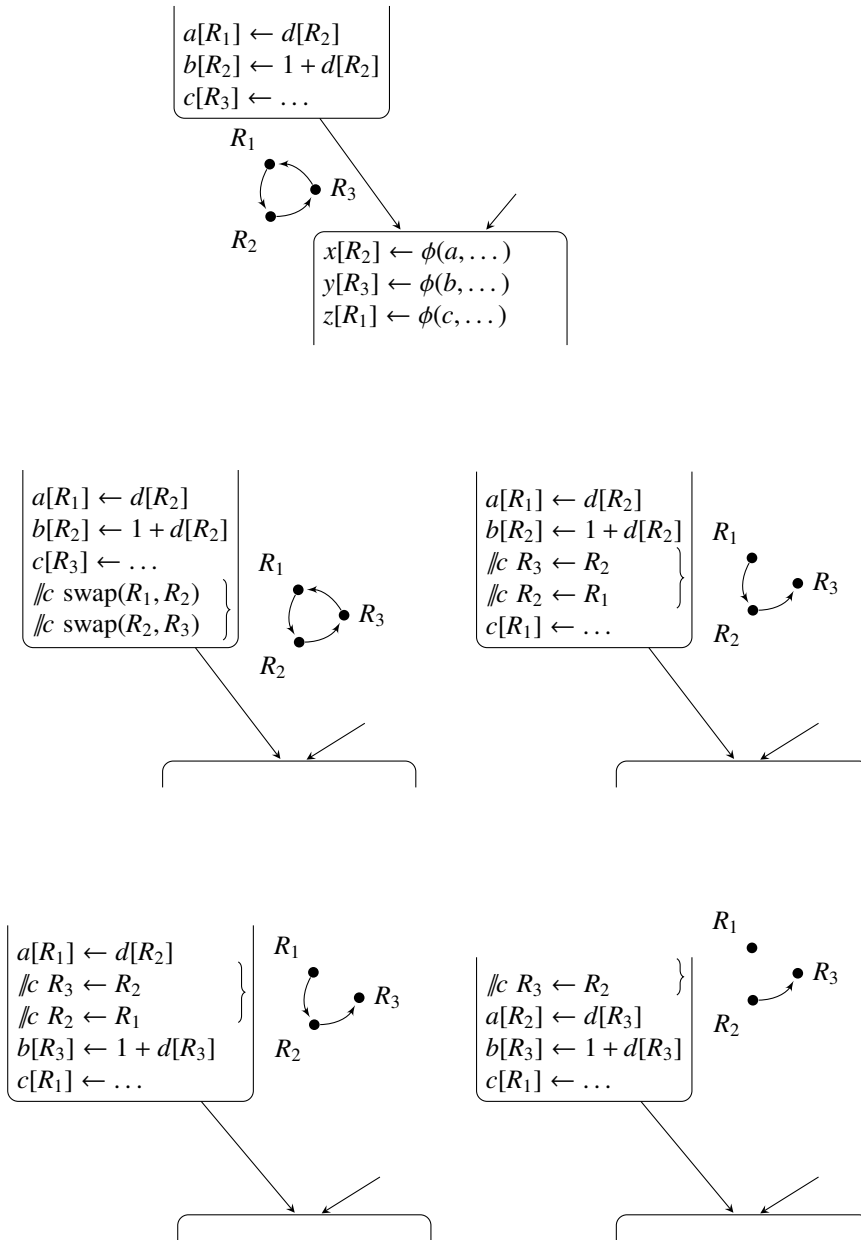 a[R₁] ← d[R₂]
b[R₂] ← 1 + d[R₂]
c[R₃] ← . . .
R₁
R₃
R₂
x[R₂] ← ϕ(a, . . . )
y[R₃] ← ϕ(b, . . . )
z[R₁] ← ϕ(c, . . . )
a[R₁] ← d[R₂]
b[R₂] ← 1 + d[R₂]
c[R₃] ← . . .
//c swap(R₁, R₂)
//c swap(R₂, R₃)
R₁
R₃
R₂
a[R₁] ← d[R₂]
b[R₂] ← 1 + d[R₂]
//c R₃ ← R₂
//c R₂ ← R₁
c[R₁] ← . . .
R₁
R₃
R₂
a[R₁] ← d[R₂]
//c R₃ ← R₂
//c R₂ ← R₁
b[R₃] ← 1 + d[R₃]
c[R₁] ← . . .
R₁
R₃
R₂
//c R₃ ← R₂
a[R₂] ← d[R₃]
b[R₃] ← 1 + d[R₃]
c[R₁] ← . . .
R₁
R₃
R₂